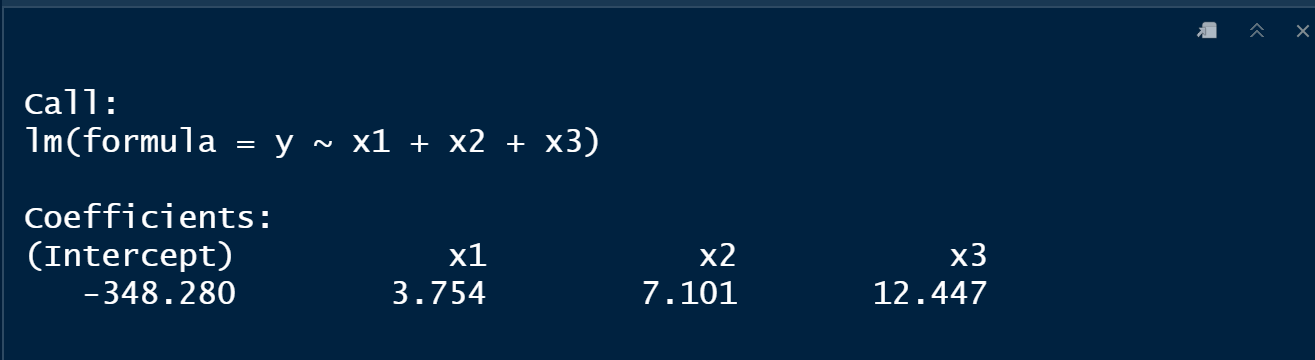 Call:
lm(formula = y ~ x1 + x2 + x3)
Coefficients:
(Intercept) x1 x2 x3
-348.280 3.754 7.101 12.447